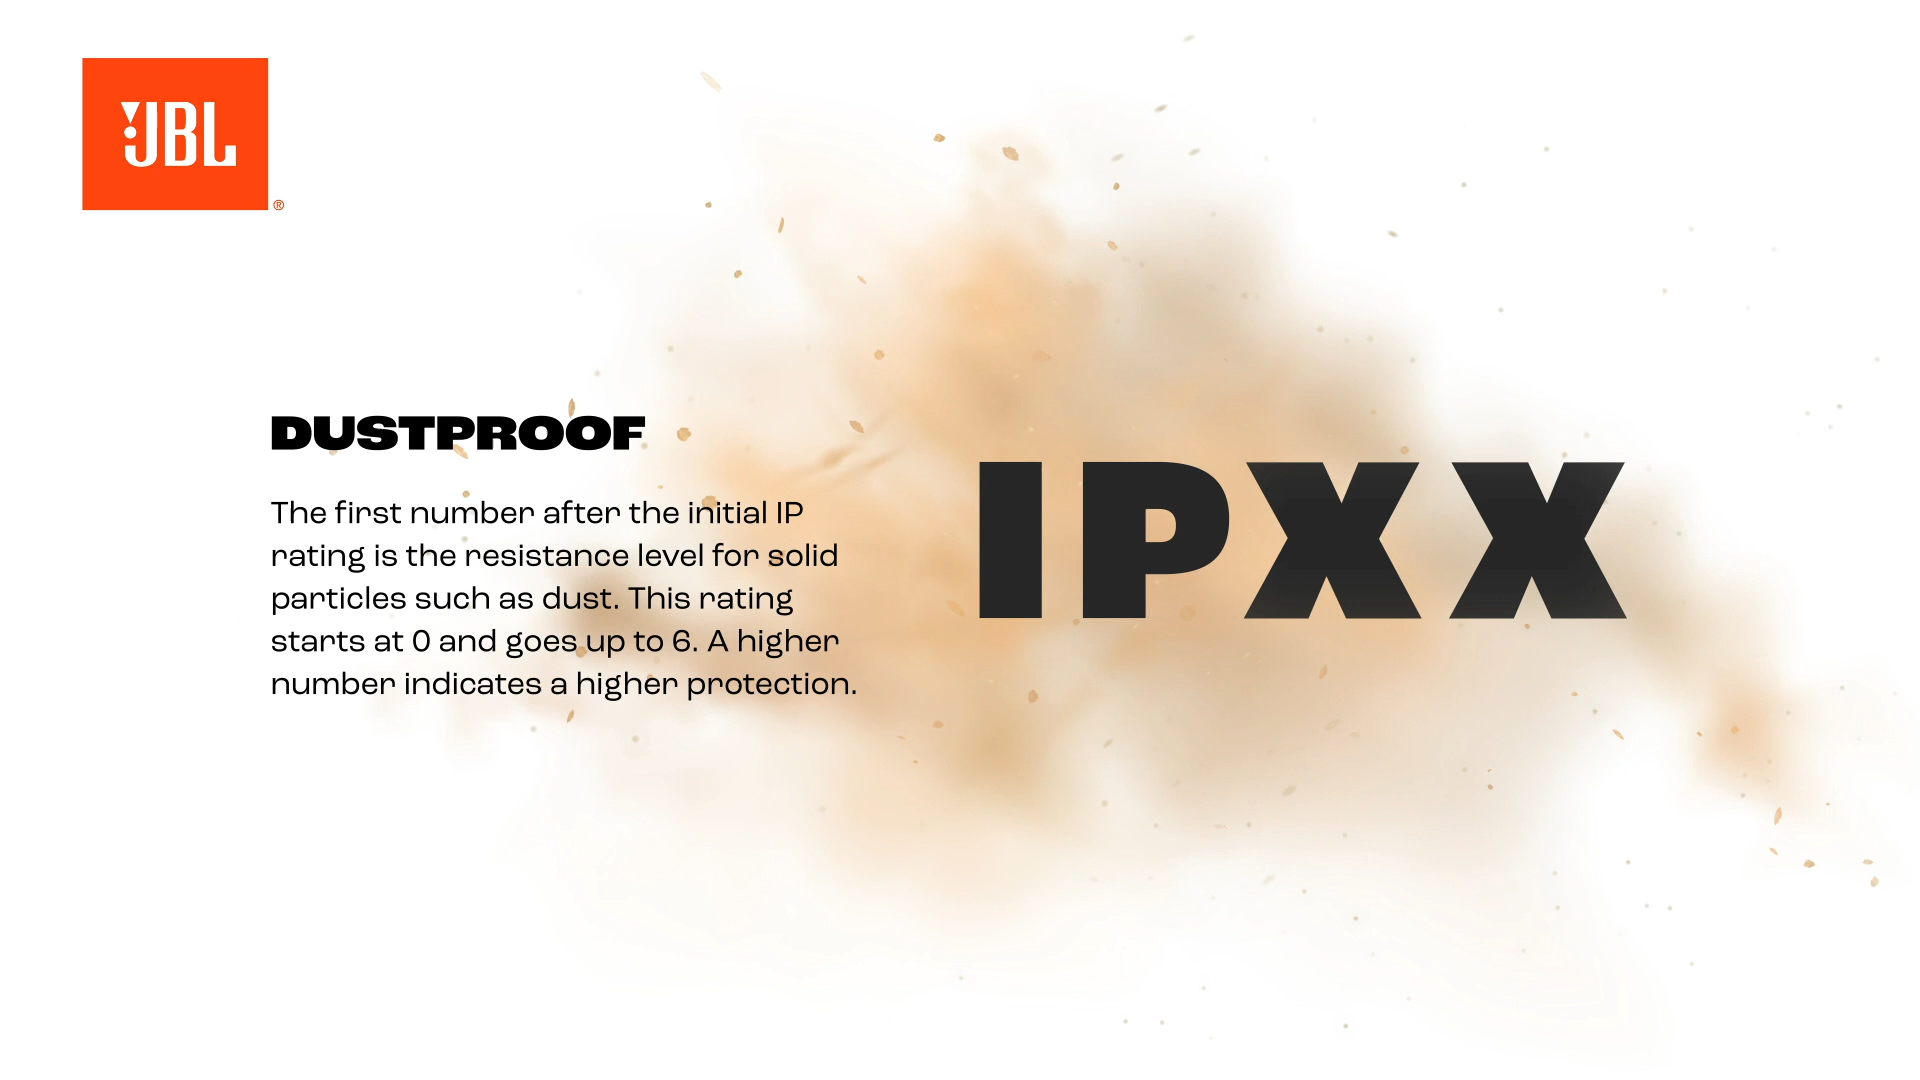 JBL
®
DUSTPROOF
The first number after the initial IP
rating is the resistance level for solid
particles such as dust. This rating
starts at 0 and goes up to 6. A higher
number indicates a higher protection.
IPXX